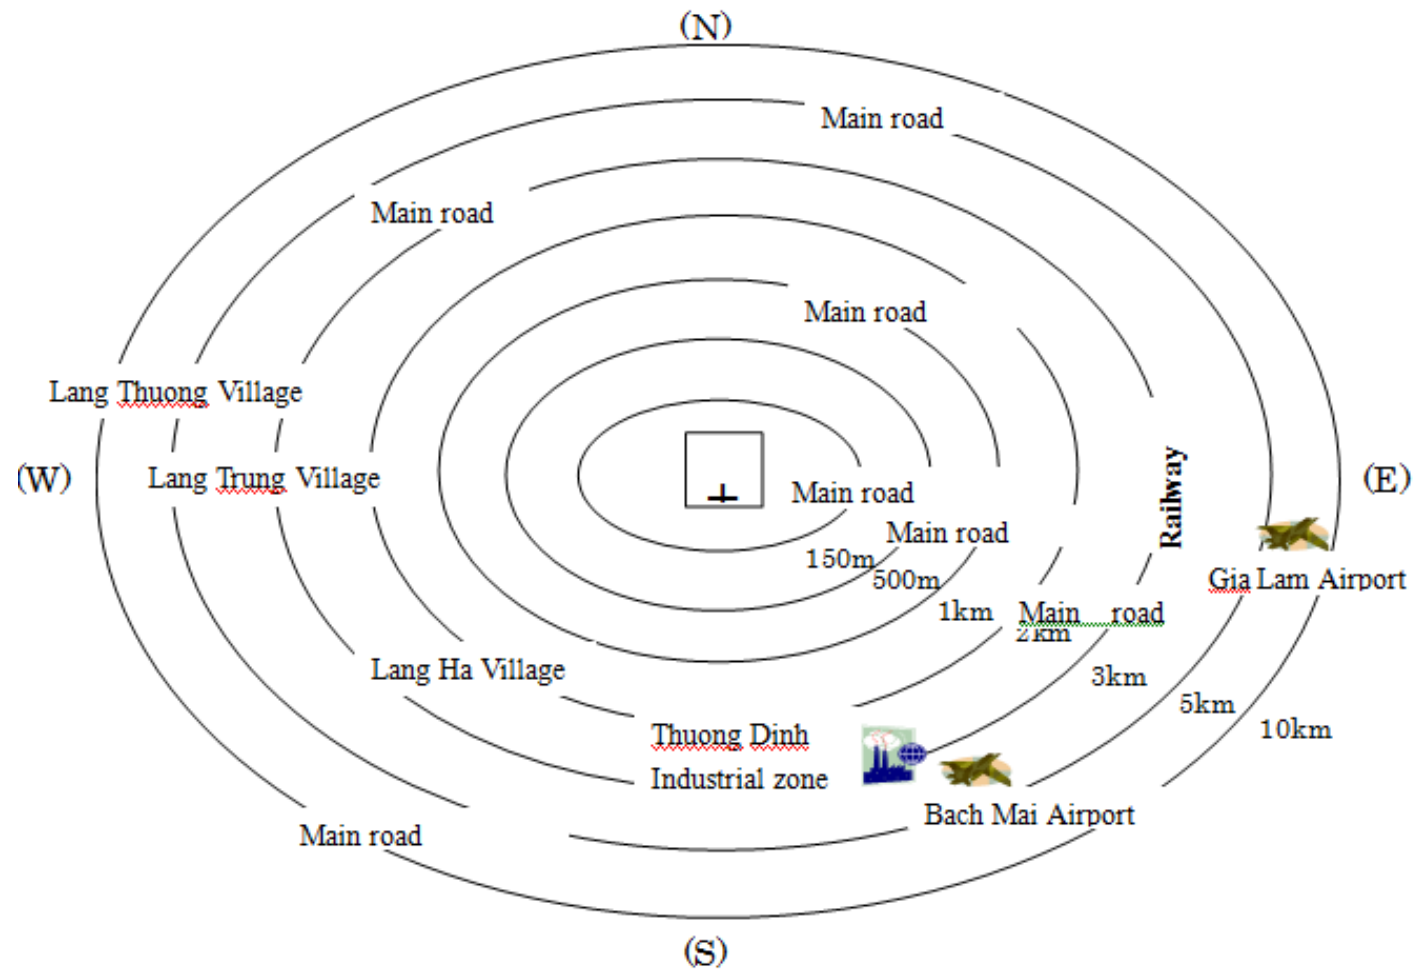 (N)
Main road
Main road
Main road
Lang Thuong Village
(W)
Lang Trung Village
Main road
Railway
(E)
Main road
150m
500m
Gia Lam Airport
1km
Main road
2km
Lang Ha Village
3km
5km
10km
Thuong Dinh
Industrial zone
Bach Mai Airport
Main road
(S)